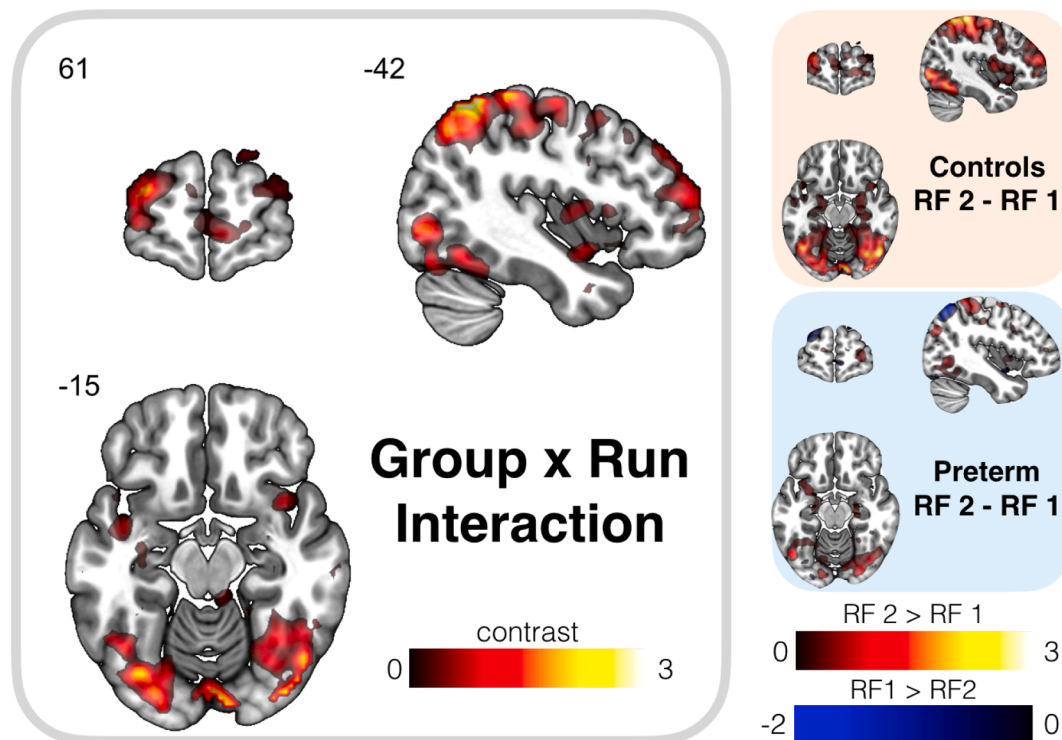 61
-42
-15
Group x Run
Interaction
contrast
0
3
Controls
RF 2 - RF 1
Preterm
RF 2 - RF 1
RF 2 > RF 1
0
3
RF1 > RF2
-2
0